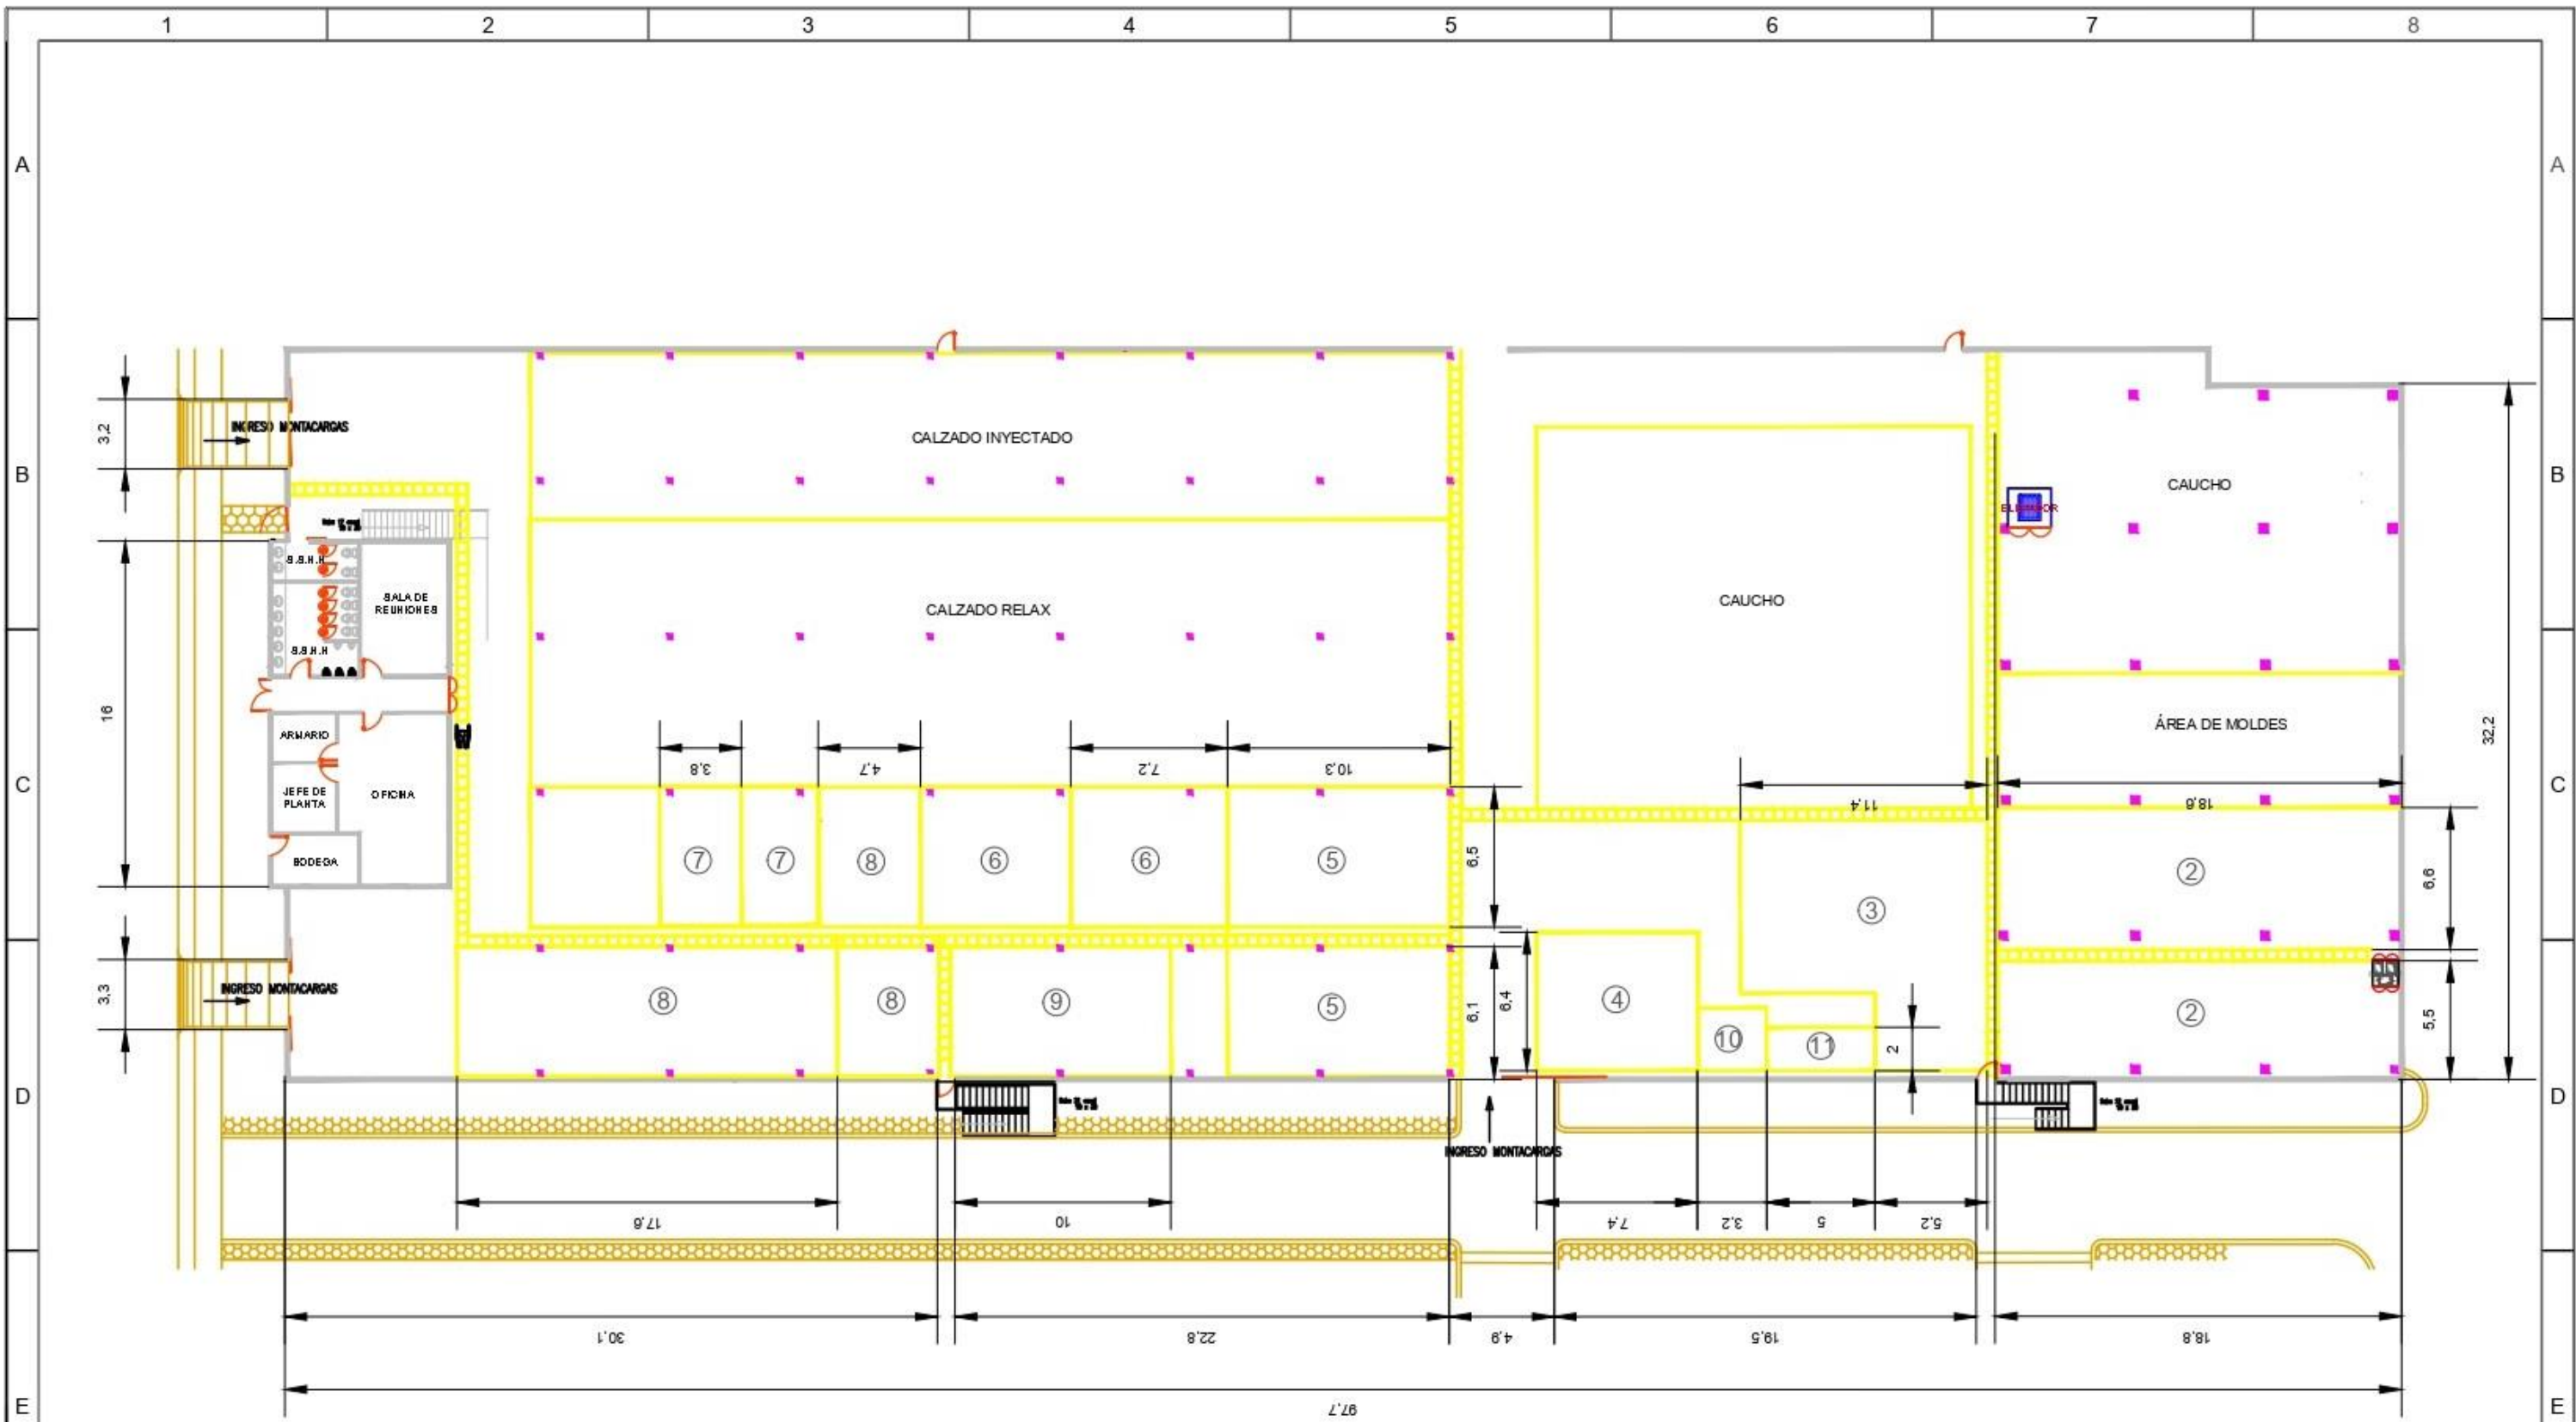 1 2 3 4 5 6 7 8
A A
INGRESO MONTACARGAS
3,2
CALZADO INYECTADO
B B
CAUCHO
ELEVADOR
S.S.H.H
SALA DE
REUNIONES
CALZADO RELAX
CAUCHO
S.S.H.H
16
ARMARIO
ÁREA DE MOLDES
32,2
3,8 4,7 7,2 10,3
C C
JEFE DE
PLANTA
OFICINA
11,4 18,6
BODEGA
7 7 8 6 6 5
6,5
2
6,6
3
INGRESO MONTACARGAS
3,3
8 8 9 5
6,1
6,4
4
10 11
2
2
5,5
D D
INGRESO MONTACARGAS
17,6 10 7,4 3,2 5 5,2
30,1 22,8 4,9 19,5 18,8
97,7
E E